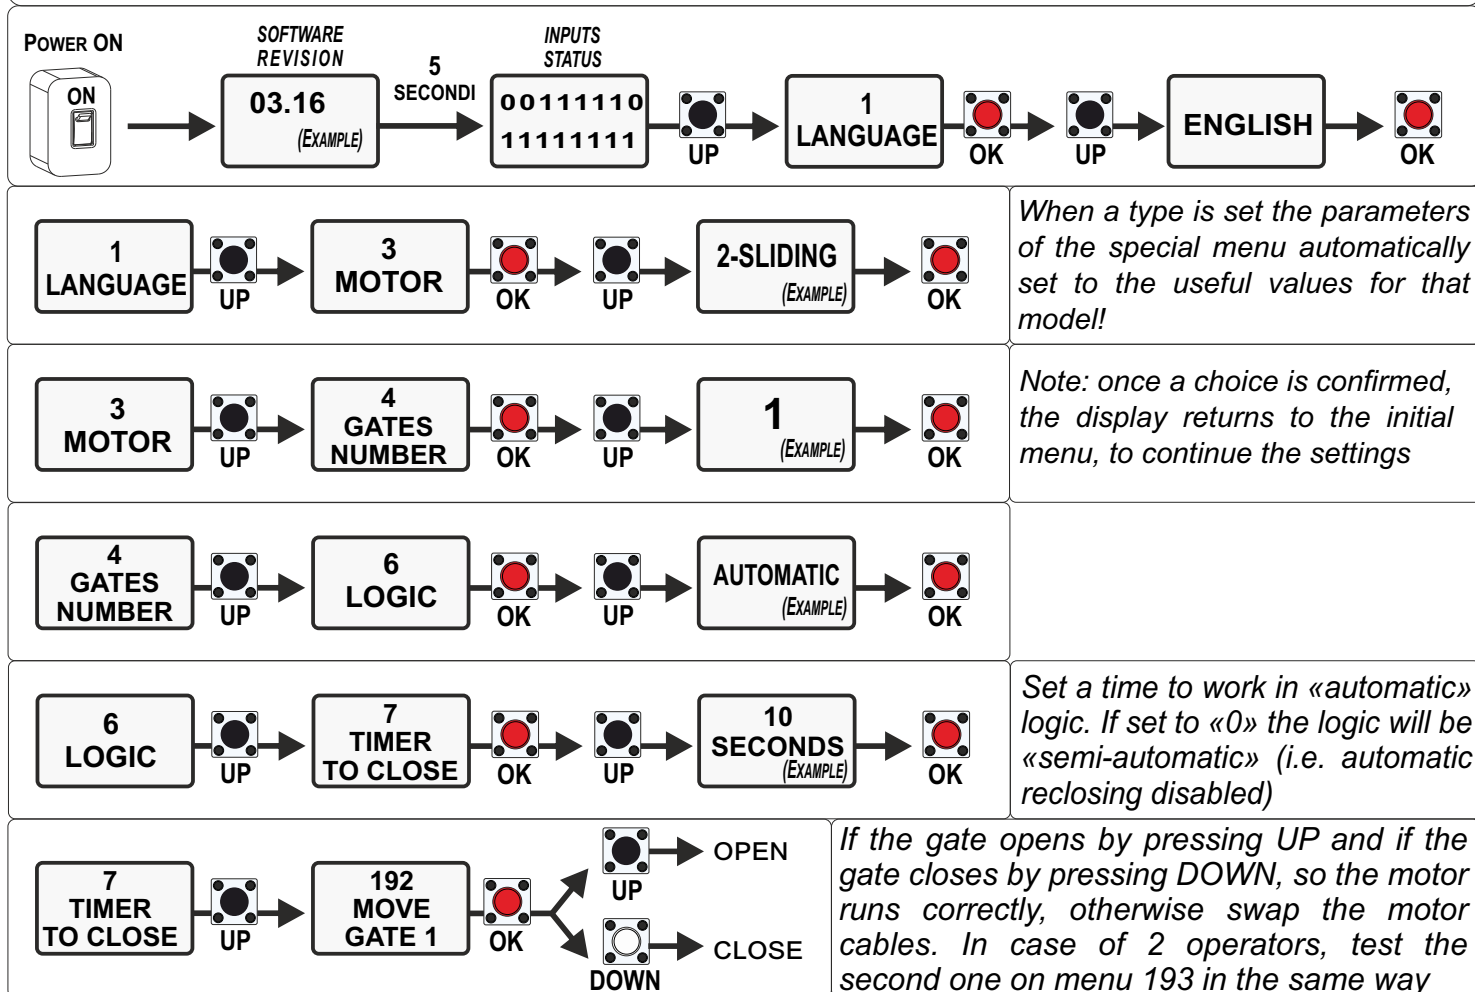 POWER ON
ON
SOFTWARE
REVISION
03.16
(EXAMPLE)
5
SECONDI
INPUTS
STATUS
00111110
11111111
UP
1
LANGUAGE
OK
UP
ENGLISH
OK
1
LANGUAGE
UP
3
MOTOR
OK
UP
2-SLIDING
(EXAMPLE)
OK
When a type is set the parameters
of the special menu automatically
set to the useful values for that
model!
3
MOTOR
UP
4
GATES
NUMBER
OK
UP
1
(EXAMPLE)
OK
Note: once a choice is confirmed,
the display returns to the initial
menu, to continue the settings
4
GATES
NUMBER
UP
6
LOGIC
OK
UP
AUTOMATIC
(EXAMPLE)
OK
6
LOGIC
UP
7
TIMER
TO CLOSE
OK
UP
10
SECONDS
(EXAMPLE)
OK
Set a time to work in «automatic»
logic. If set to «0» the logic will be
«semi-automatic» (i.e. automatic
reclosing disabled)
7
TIMER
TO CLOSE
UP
192
MOVE
GATE 1
OK
UP
OPEN
DOWN
CLOSE
If the gate opens by pressing UP and if the
gate closes by pressing DOWN, so the motor
runs correctly, otherwise swap the motor
cables. In case of 2 operators, test the
second one on menu 193 in the same way